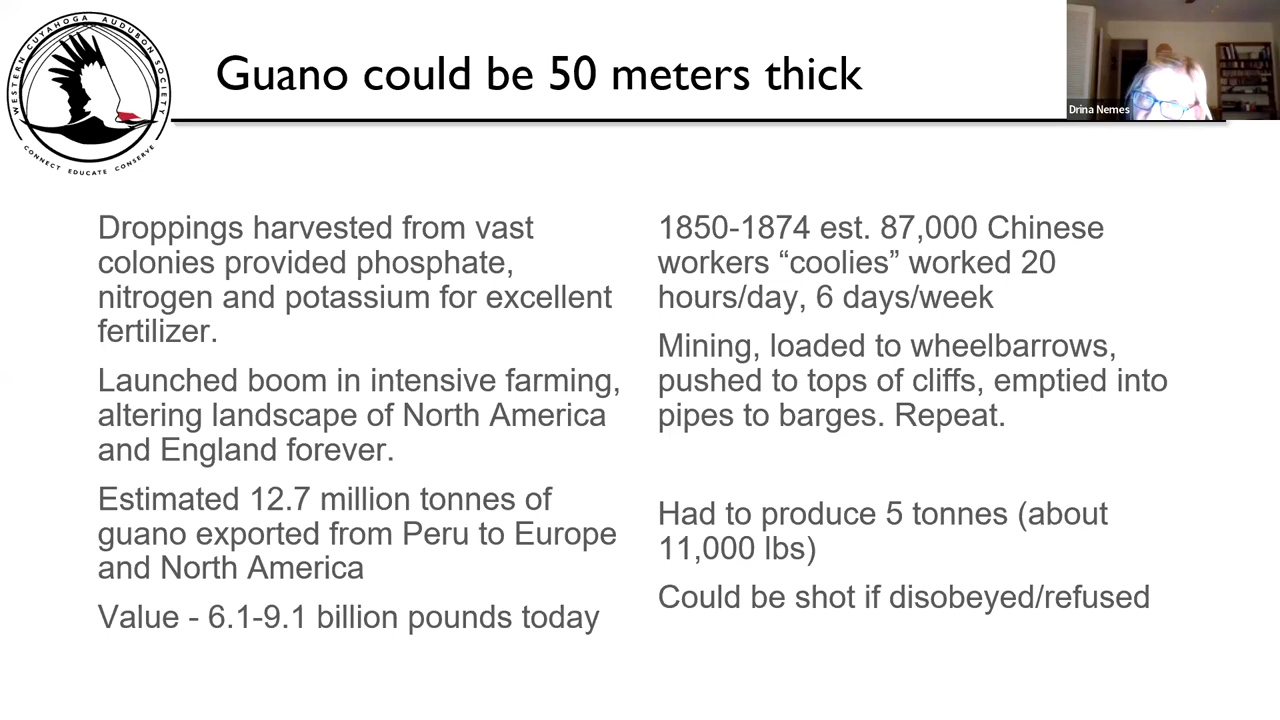 WESTERN CUYAHOGA AUDUBON SOCIETY
CONNECT EDUCATE CONSERVE
Guano could be 50 meters thick
Drina Nemes
Droppings harvested from vast
colonies provided phosphate,
nitrogen and potassium for excellent
fertilizer.
Launched boom in intensive farming,
altering landscape of North America
and England forever.
Estimated 12.7 million tonnes of
guano exported from Peru to Europe
and North America
Value - 6.1-9.1 billion pounds today
1850-1874 est. 87,000 Chinese
workers “coolies” worked 20
hours/day, 6 days/week
Mining, loaded to wheelbarrows,
pushed to tops of cliffs, emptied into
pipes to barges. Repeat.
Had to produce 5 tonnes (about
11,000 lbs)
Could be shot if disobeyed/refused